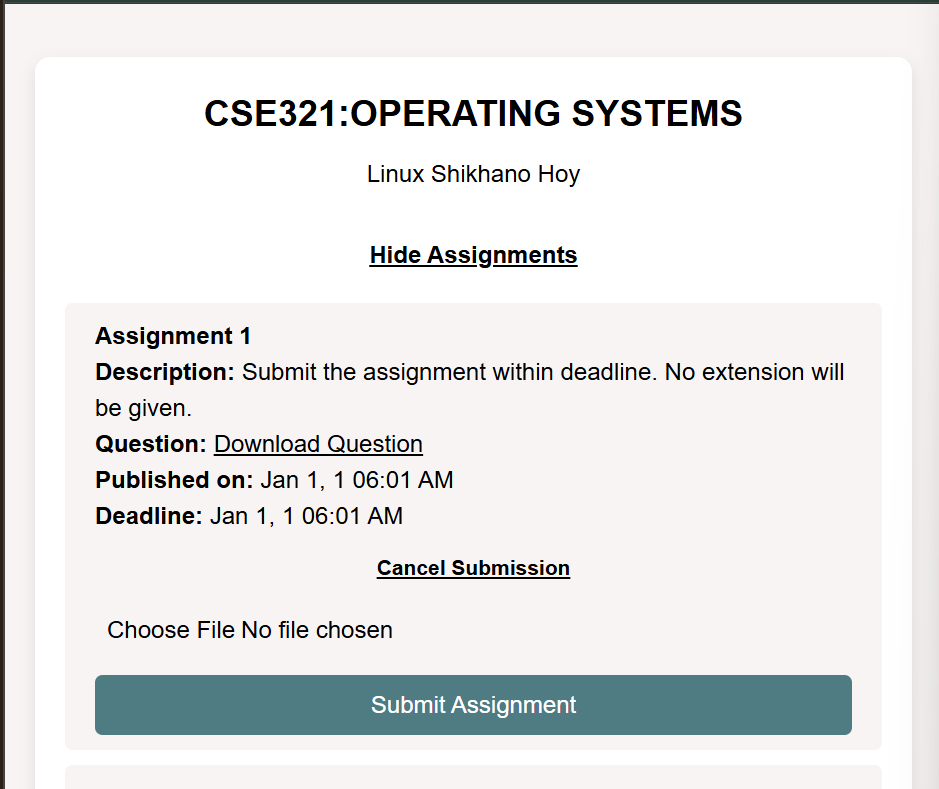 CSE321:OPERATING SYSTEMS
Linux Shikhano Hoy
Hide Assignments
Assignment 1
Description: Submit the assignment within deadline. No extension will
be given.
Question: Download Question
Published on: Jan 1, 1 06:01 AM
Deadline: Jan 1, 1 06:01 AM
Cancel Submission
Choose File No file chosen
Submit Assignment